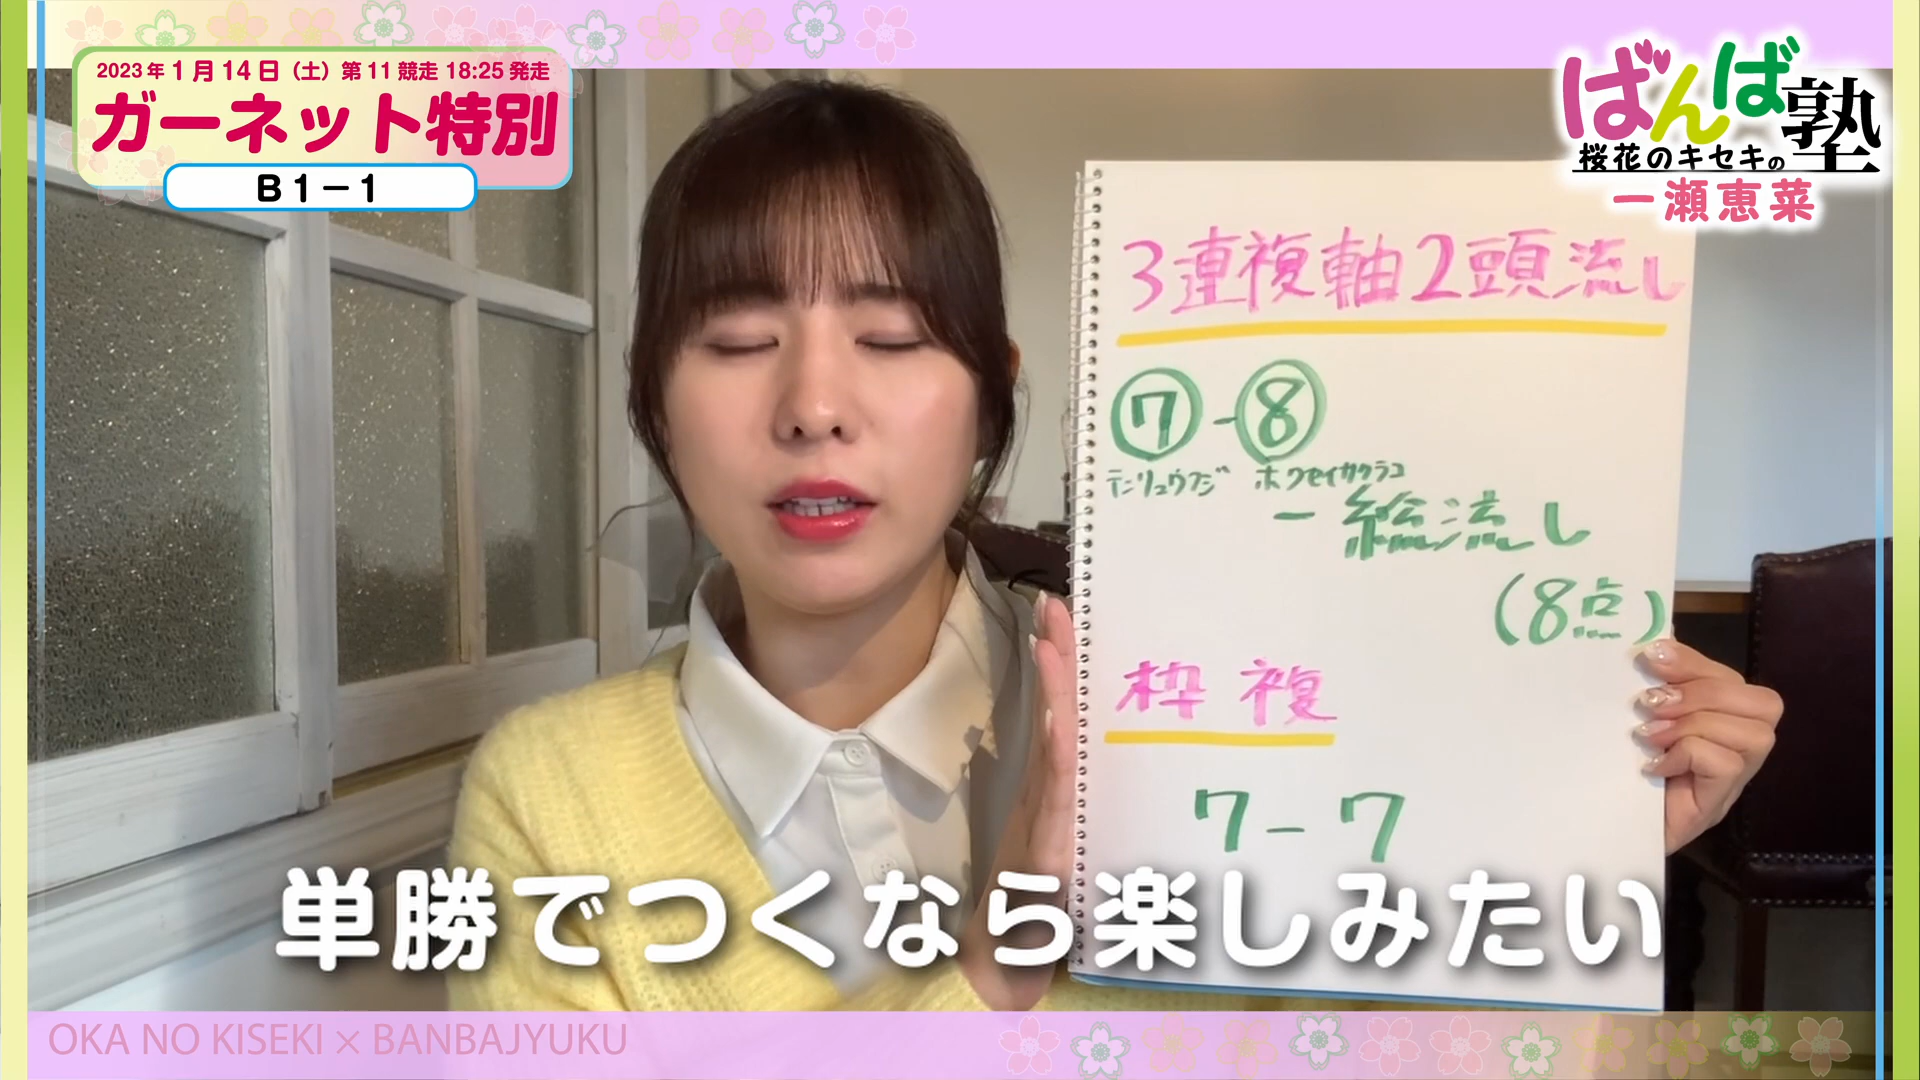 2023年1月14日（土）第11競走 18:25発走
ガーネット特別
B1－1
ばんば塾
桜花のキセキの
一瀬恵菜
3連複軸2頭流し
⑦-⑧
テンリュウフジ ホクセイサクラコ
-総流し
(8点)
枠複
7-7
単勝でつくなら楽しみたい
OKA NO KISEKI × BANBAJYUKU